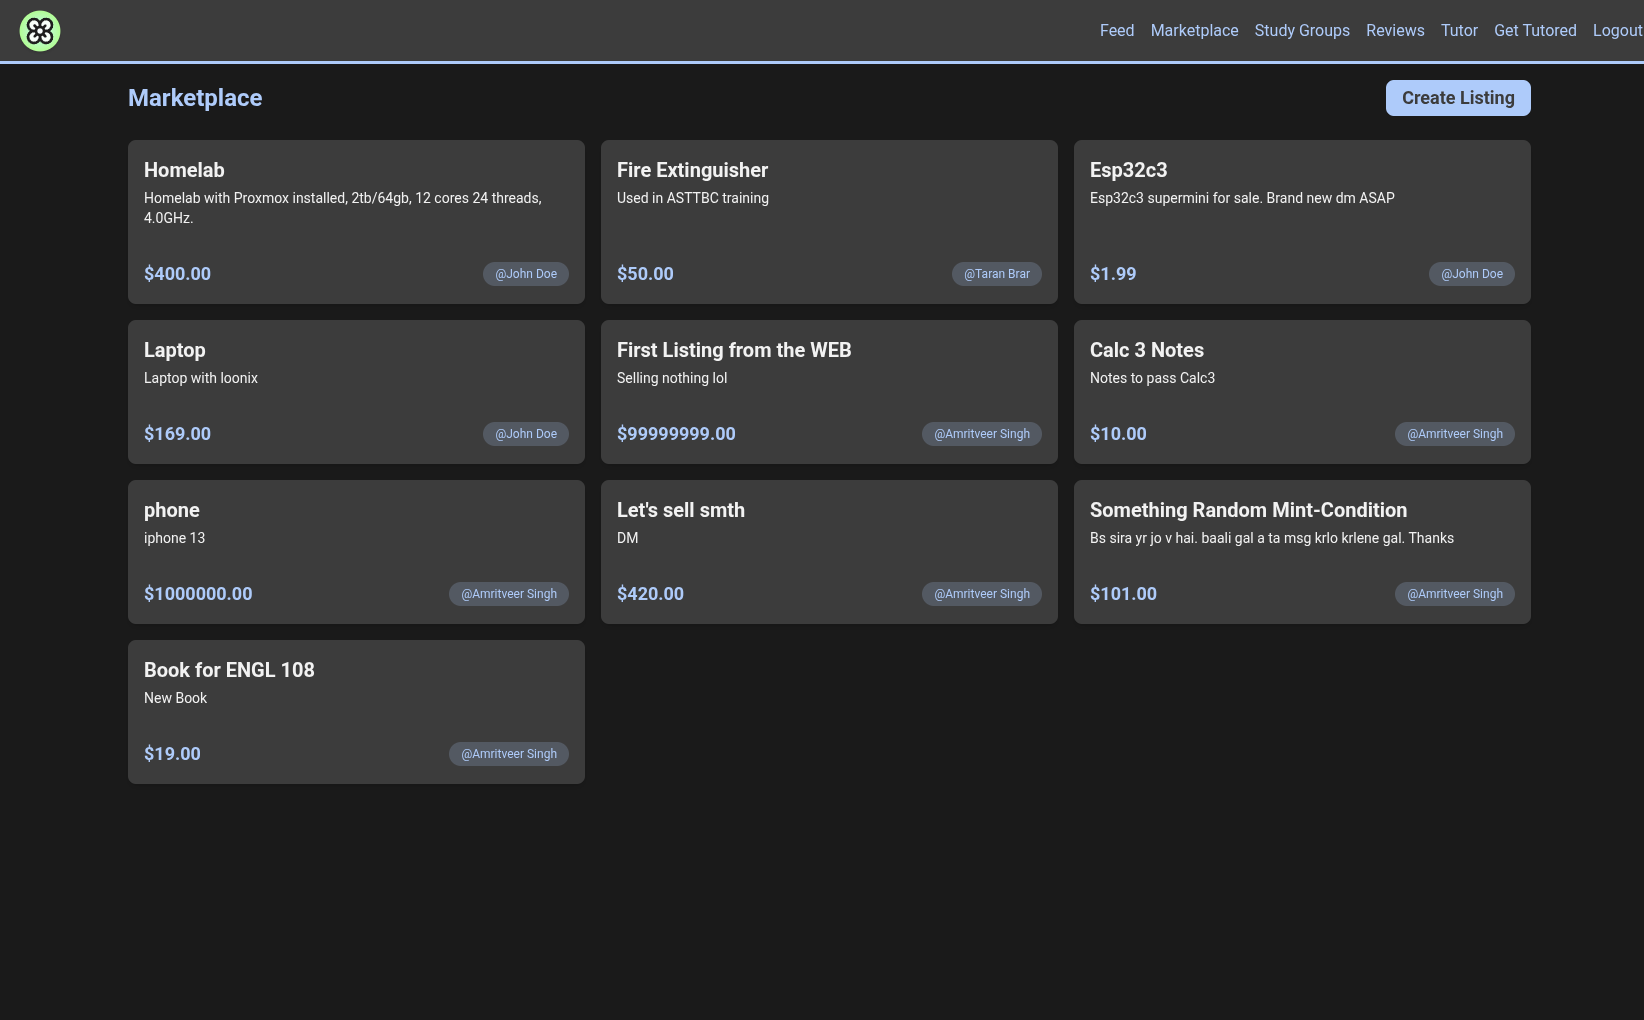 Feed Marketplace Study Groups Reviews Tutor Get Tutored Logout
Marketplace
Create Listing
Homelab
Homelab with Proxmox installed, 2tb/64gb, 12 cores 24 threads,
4.0GHz.
$400.00
@John Doe
Fire Extinguisher
Used in ASTTBC training
$50.00
@Taran Brar
Esp32c3
Esp32c3 supermini for sale. Brand new dm ASAP
$1.99
@John Doe
Laptop
Laptop with loonix
$169.00
@John Doe
First Listing from the WEB
Selling nothing lol
$99999999.00
@Amritveer Singh
Calc 3 Notes
Notes to pass Calc3
$10.00
@Amritveer Singh
phone
iphone 13
$1000000.00
@Amritveer Singh
Let's sell smth
DM
$420.00
@Amritveer Singh
Something Random Mint-Condition
Bs sira yr jo v hai. baali gal a ta msg krlo krlene gal. Thanks
$101.00
@Amritveer Singh
Book for ENGL 108
New Book
$19.00
@Amritveer Singh